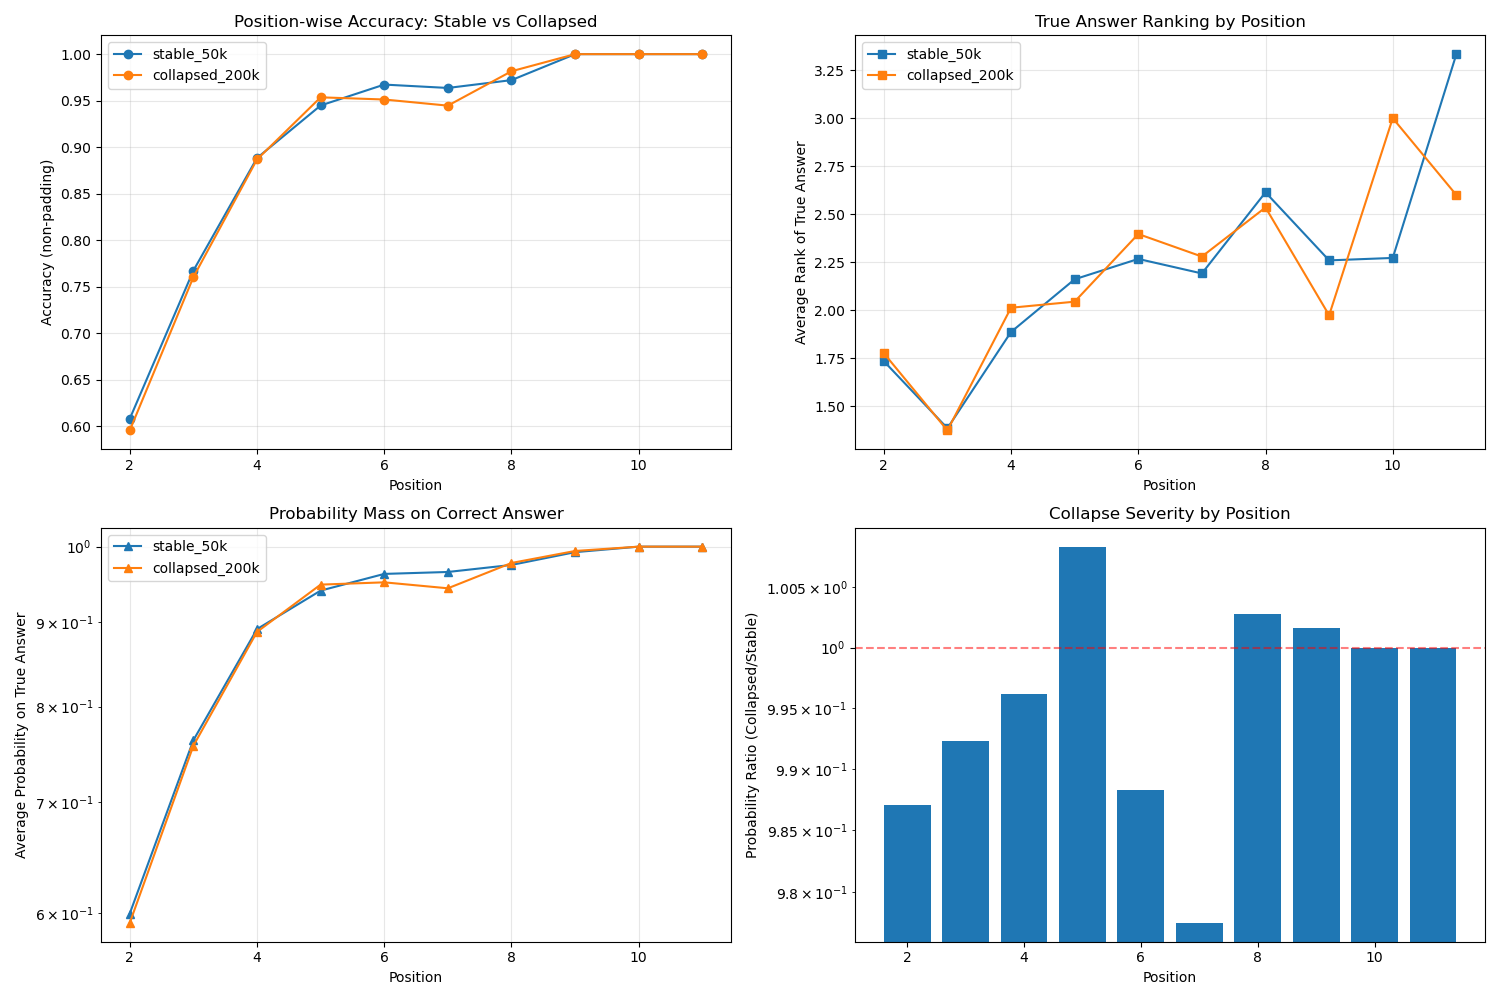 Position-wise Accuracy: Stable vs Collapsed
stable_50k
collapsed_200k
Accuracy (non-padding)
1.00
0.95
0.90
0.85
0.80
0.75
0.70
0.65
0.60
2 4 6 8 10
Position
True Answer Ranking by Position
stable_50k
collapsed_200k
Average Rank of True Answer
3.25
3.00
2.75
2.50
2.25
2.00
1.75
1.50
2 4 6 8 10
Position
Probability Mass on Correct Answer
stable_50k
collapsed_200k
Average Probability on True Answer
10⁰
9 × 10⁻¹
8 × 10⁻¹
7 × 10⁻¹
6 × 10⁻¹
2 4 6 8 10
Position
Collapse Severity by Position
Probability Ratio (Collapsed/Stable)
1.005 × 10⁰
10⁰
9.95 × 10⁻¹
9.9 × 10⁻¹
9.85 × 10⁻¹
9.8 × 10⁻¹
2 4 6 8 10
Position